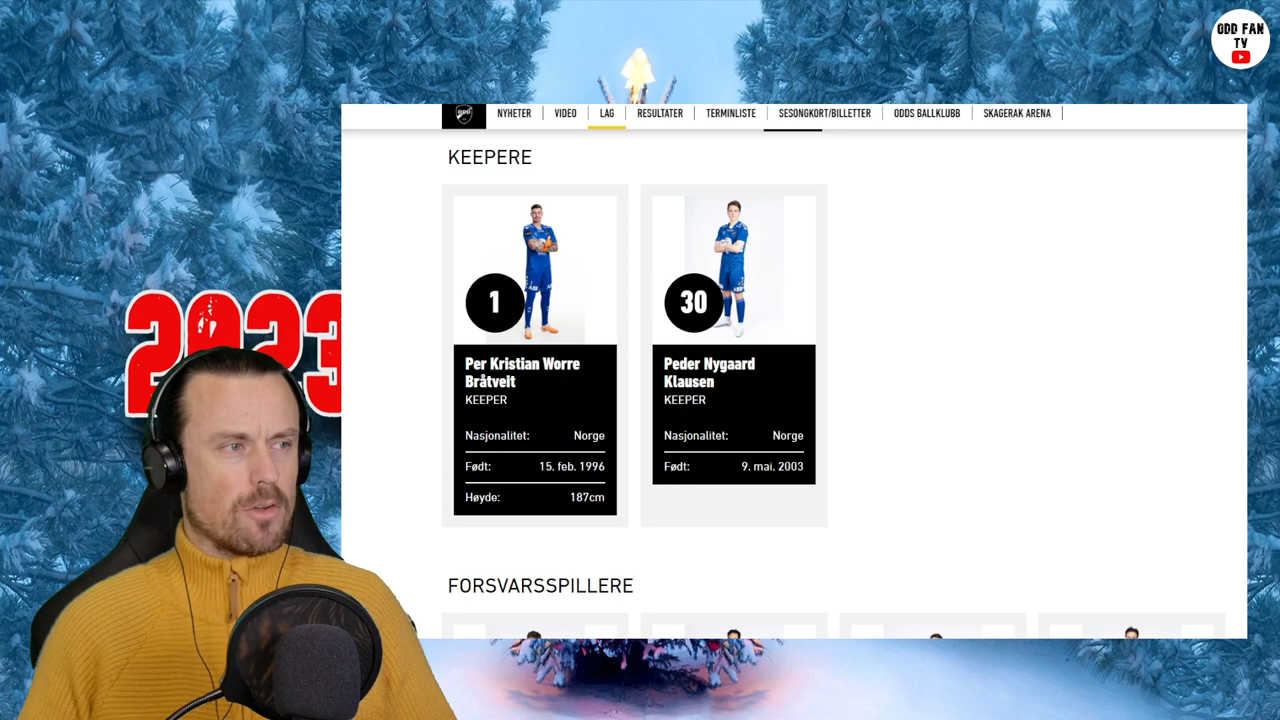 ODD FAN
TV
NYHETER
VIDEO
LAG
RESULTATER
TERMINLISTE
SESONGKORT/BILLETTER
ODDS BALLKLUBB
SKAGERAK ARENA
KEEPERE
1
Per Kristian Worre
Bråtveit
KEEPER
Nasjonalitet: Norge
Født: 15. feb. 1996
Høyde: 187cm
30
Peder Nygaard
Klausen
KEEPER
Nasjonalitet: Norge
Født: 9. mai. 2003
FORSVARSSPILLERE
2023